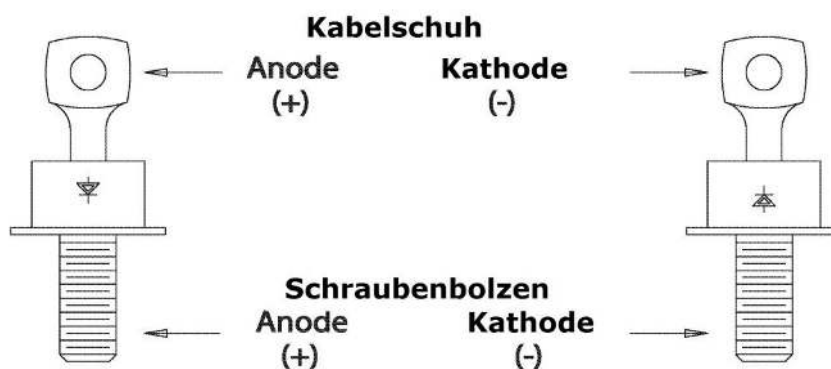 Kabelschuh
Anode Kathode
(+) (-)
Schraubenbolzen
Anode Kathode
(+) (-)